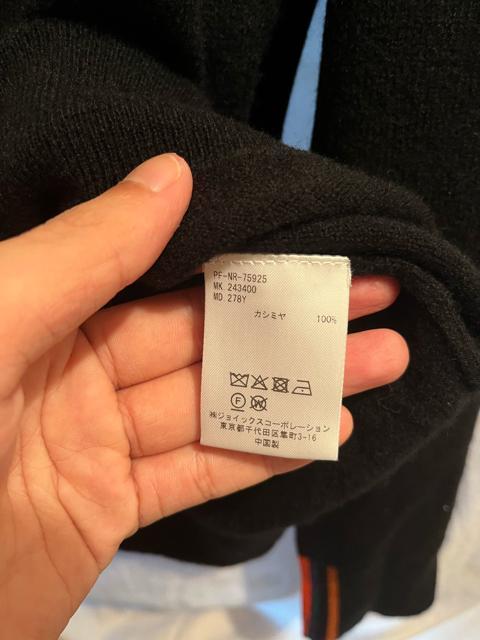 PF-NR-75925
MK 243400
MD 278Y
カシミヤ 100%
F W
㈱ジョイックスコーポレーション
東京都千代田区隼町3-16
中国製